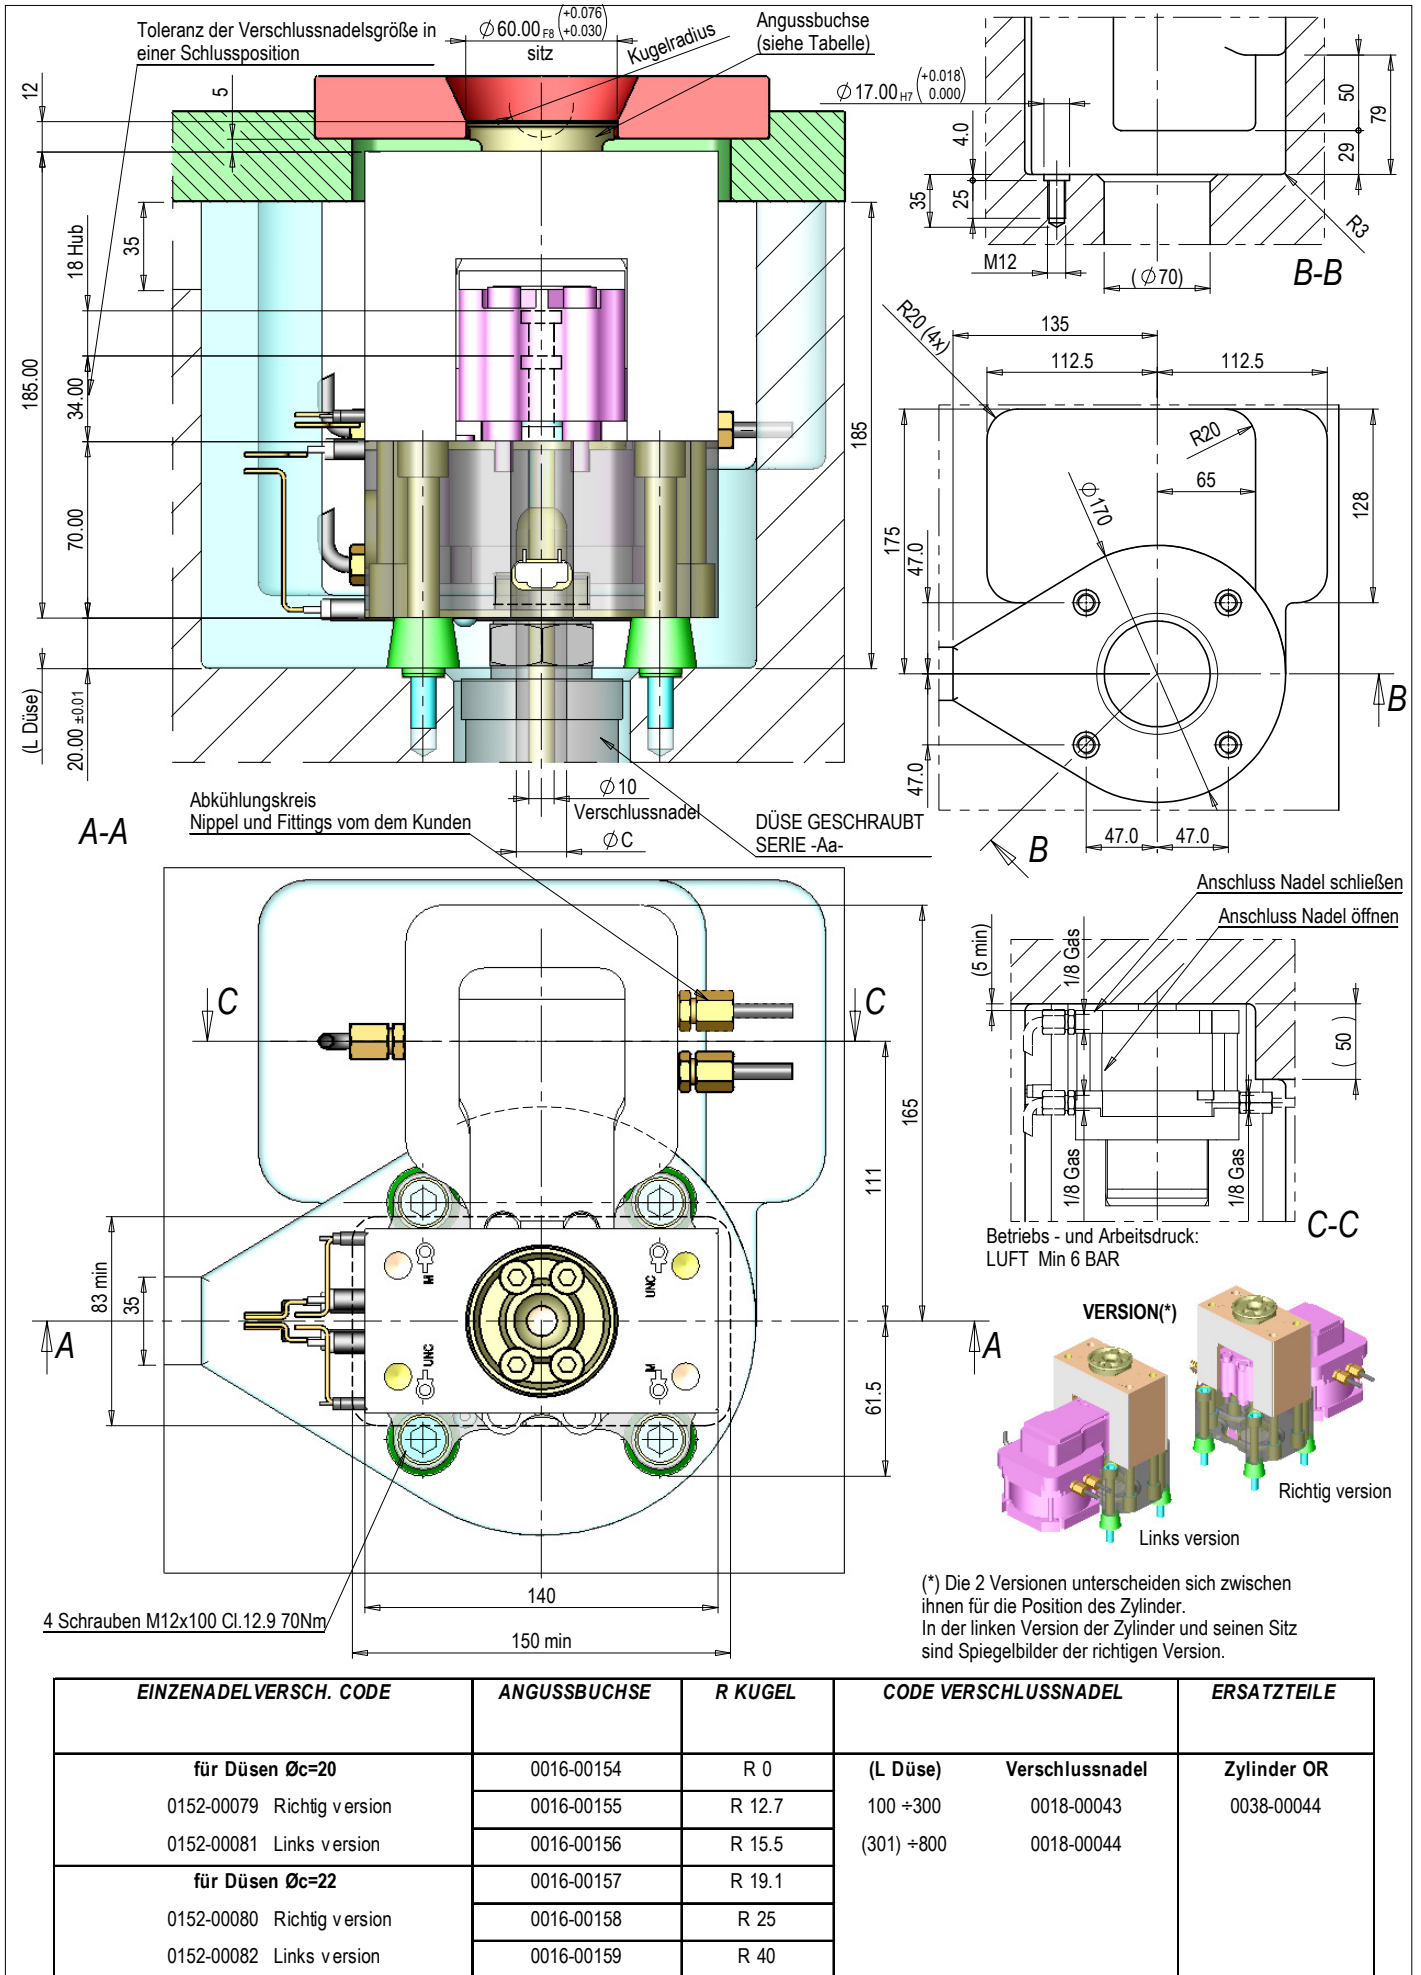 Toleranz der Verschlussnadelsgröße in
einer Schlussposition
Ø 60.00 F8 (+0.076 +0.030)
sitz
Kugelradius
Angussbuchse
(siehe Tabelle)
12
5
185.00
18 Hub
35
34.00
70.00
185
(L Düse)
20.00 ±0.01
Ø 10
Verschlussnadel
Ø C
A-A
Abkühlungskreis
Nippel und Fittings vom dem Kunden
DÜSE GESCHRAUBT
SERIE -Aa-
Ø 17.00 H7 (+0.018 0.000)
4.0
35
25
M12
(Ø 70)
50
79
29
R3
B-B
R20 (4x)
135
112.5
112.5
R20
65
Ø 170
175
47.0
128
47.0
47.0
47.0
B
B
C
C
165
111
83 min
35
61.5
A
A
M
UNC
UNC
M
140
150 min
4 Schrauben M12x100 Cl.12.9 70Nm
Anschluss Nadel schließen
Anschluss Nadel öffnen
(5 min)
1/8 Gas
( 50 )
1/8 Gas
1/8 Gas
C-C
Betriebs - und Arbeitsdruck:
LUFT Min 6 BAR
VERSION(*)
Richtig version
Links version
(*) Die 2 Versionen unterscheiden sich zwischen
ihnen für die Position des Zylinder.
In der linken Version der Zylinder und seinen Sitz
sind Spiegelbilder der richtigen Version.
EINZENADELVERSCH. CODE ANGUSSBUCHSE R KUGEL CODE VERSCHLUSSNADEL ERSATZTEILE
für Düsen Øc=20 0016-00154 R 0 (L Düse) Verschlussnadel Zylinder OR
0152-00079 Richtig version 0016-00155 R 12.7 100 ÷300 0018-00043 0038-00044
0152-00081 Links version 0016-00156 R 15.5 (301) ÷800 0018-00044
für Düsen Øc=22 0016-00157 R 19.1
0152-00080 Richtig version 0016-00158 R 25
0152-00082 Links version 0016-00159 R 40